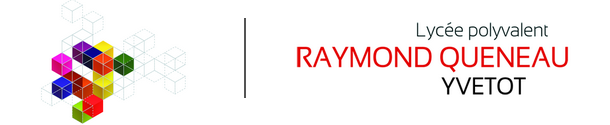 Lycée polyvalent
RAYMOND QUENEAU
YVETOT